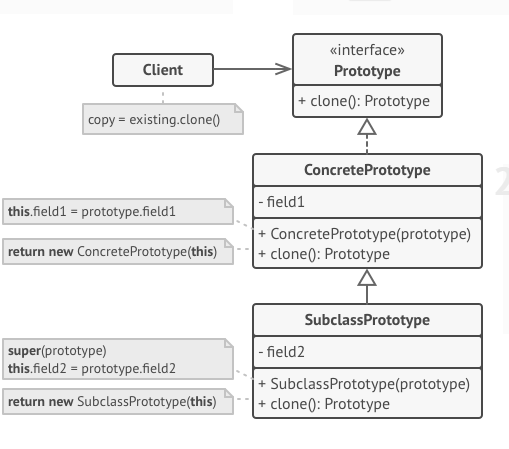 «interface»
Prototype
Client
+ clone(): Prototype
copy = existing.clone()
ConcretePrototype
- field1
this.field1 = prototype.field1
+ ConcretePrototype(prototype)
return new ConcretePrototype(this)
+ clone(): Prototype
SubclassPrototype
super(prototype)
this.field2 = prototype.field2
- field2
+ SubclassPrototype(prototype)
return new SubclassPrototype(this)
+ clone(): Prototype
2